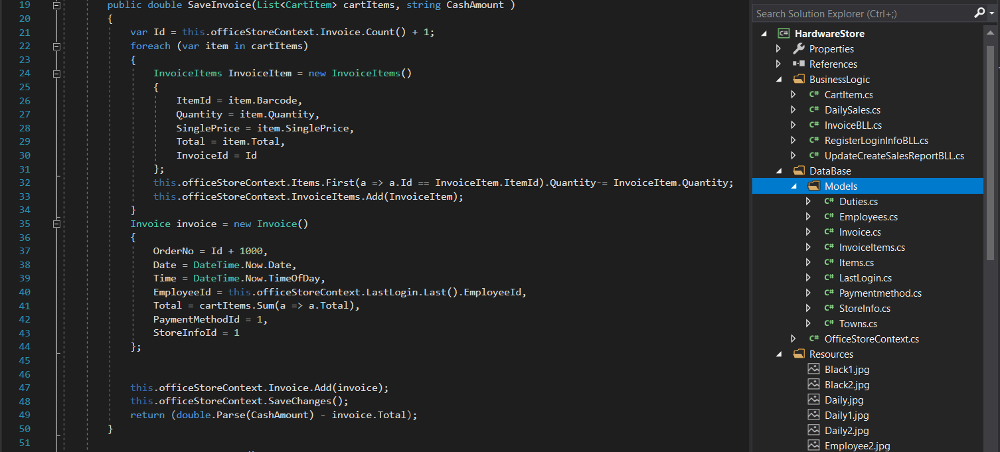 19 public double SaveInvoice(List<CartItem> cartItems, string CashAmount )
20 {
21 var Id = this.officeStoreContext.Invoice.Count() + 1;
22 foreach (var item in cartItems)
23 {
24 InvoiceItems InvoiceItem = new InvoiceItems()
25 {
26 ItemId = item.Barcode,
27 Quantity = item.Quantity,
28 SinglePrice = item.SinglePrice,
29 Total = item.Total,
30 InvoiceId = Id
31 };
32 this.officeStoreContext.Items.First(a => a.Id == InvoiceItem.ItemId).Quantity-= InvoiceItem.Quantity;
33 this.officeStoreContext.InvoiceItems.Add(InvoiceItem);
34 }
35 Invoice invoice = new Invoice()
36 {
37 OrderNo = Id + 1000,
38 Date = DateTime.Now.Date,
39 Time = DateTime.Now.TimeOfDay,
40 EmployeeId = this.officeStoreContext.LastLogin.Last().EmployeeId,
41 Total = cartItems.Sum(a => a.Total),
42 PaymentMethodId = 1,
43 StoreInfoId = 1
44 };
45
46
47 this.officeStoreContext.Invoice.Add(invoice);
48 this.officeStoreContext.SaveChanges();
49 return (double.Parse(CashAmount) - invoice.Total);
50 }
51
Search Solution Explorer (Ctrl+;)
C# HardwareStore
Properties
References
BusinessLogic
C# CartItem.cs
C# DailySales.cs
C# InvoiceBLL.cs
C# RegisterLoginInfoBLL.cs
C# UpdateCreateSalesReportBLL.cs
DataBase
Models
C# Duties.cs
C# Employees.cs
C# Invoice.cs
C# InvoiceItems.cs
C# Items.cs
C# LastLogin.cs
C# Paymentmethod.cs
C# StoreInfo.cs
C# Towns.cs
C# OfficeStoreContext.cs
Resources
Black1.jpg
Black2.jpg
Daily.jpg
Daily1.jpg
Daily2.jpg
Employee2.jpg